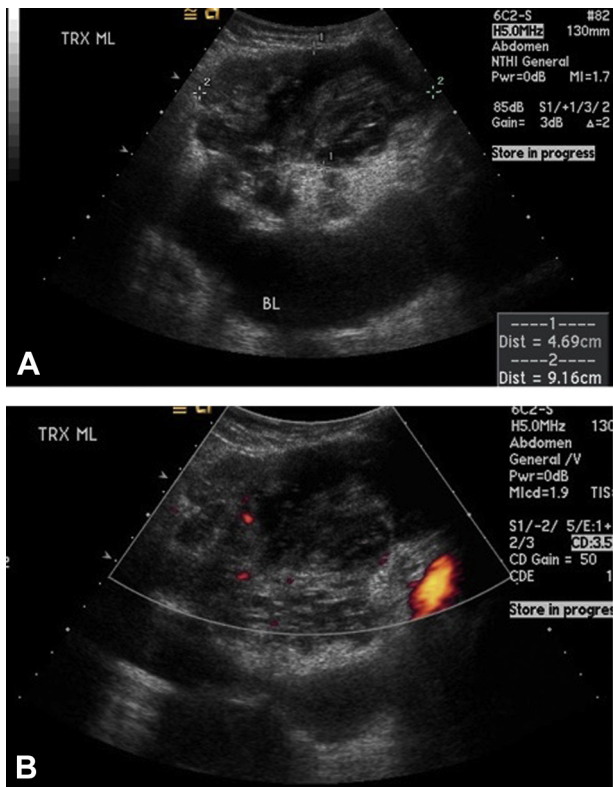 TRX ML
1
2
2
1
6C2-S #82
H5.0MHz 130mm
Abdomen
NTHI General
Pwr=0dB MI=1.7
85dB S1/+1/3/2
Gain= 3dB Δ=2
Store in progress
BL
----1----
Dist = 4.69cm
----2----
Dist = 9.16cm
A
TRX ML
6C2-S
H5.0MHz 130
Abdomen
General /V
Pwr=0dB
MIcd=1.9 TIS
S1/-2/ 5/E:1+
2/3 CD:3.5
CD Gain = 50
CDE 1
Store in progres
2
B